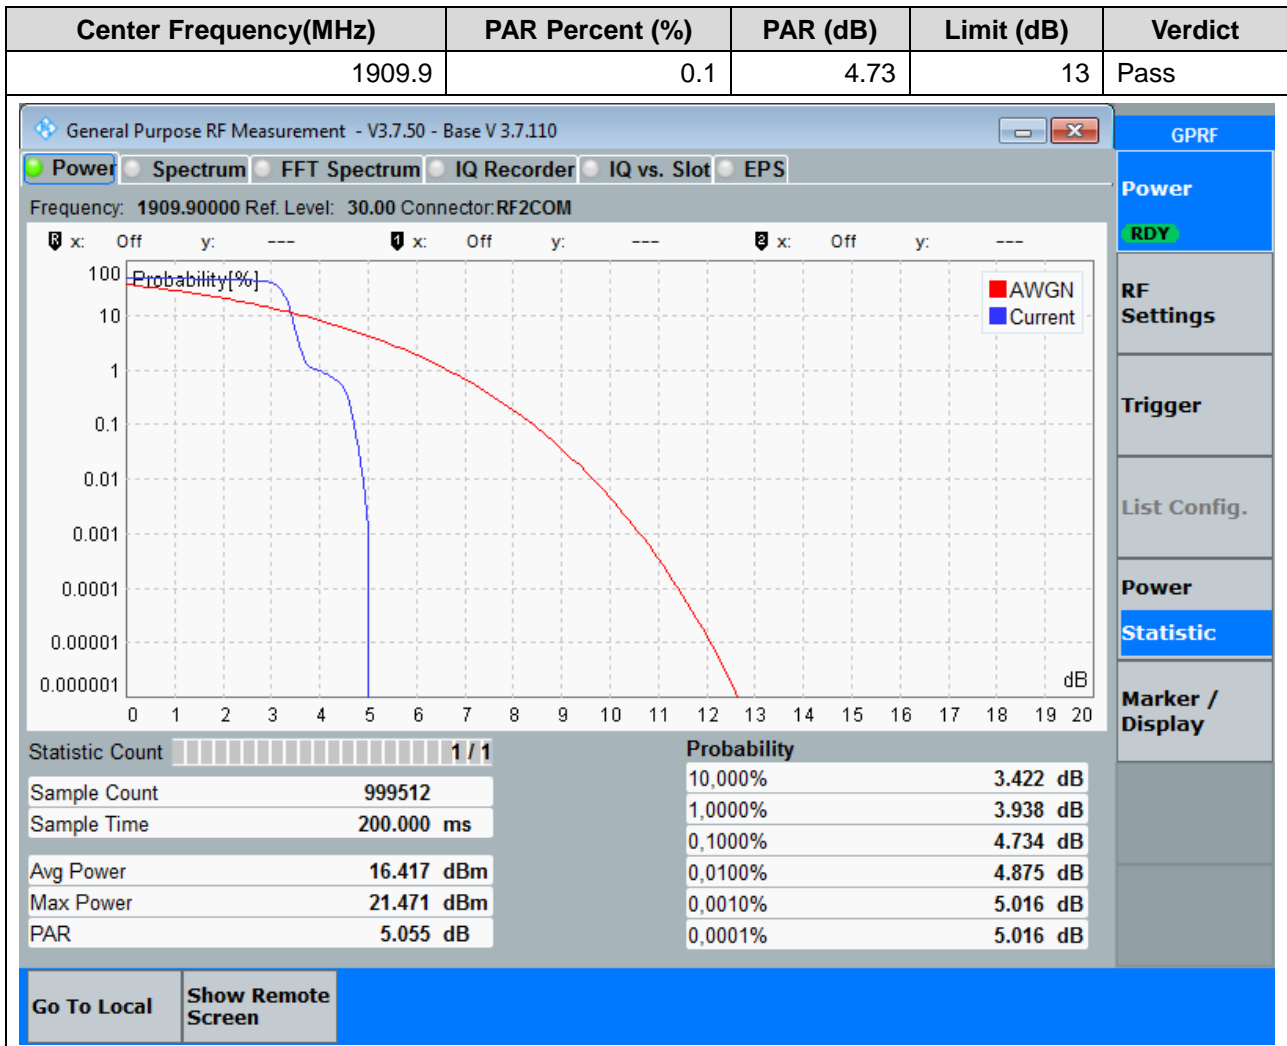 Center Frequency(MHz) PAR Percent (%) PAR (dB) Limit (dB) Verdict
1909.9 0.1 4.73 13 Pass
General Purpose RF Measurement - V3.7.50 - Base V 3.7.110
GPRF
Power Spectrum FFT Spectrum IQ Recorder IQ vs. Slot EPS
Frequency: 1909.90000 Ref. Level: 30.00 Connector:RF2COM
R x: Off y: --- 1 x: Off y: --- 2 x: Off y: ---
Probability[%]
100
10
1
0.1
0.01
0.001
0.0001
0.00001
0.000001
AWGN
Current
dB
0 1 2 3 4 5 6 7 8 9 10 11 12 13 14 15 16 17 18 19 20
Statistic Count 1 / 1
Sample Count 999512
Sample Time 200.000 ms
Avg Power 16.417 dBm
Max Power 21.471 dBm
PAR 5.055 dB
Probability
10,000% 3.422 dB
1,0000% 3.938 dB
0,1000% 4.734 dB
0,0100% 4.875 dB
0,0010% 5.016 dB
0,0001% 5.016 dB
Power
RDY
RF
Settings
Trigger
List Config.
Power
Statistic
Marker /
Display
Go To Local
Show Remote
Screen